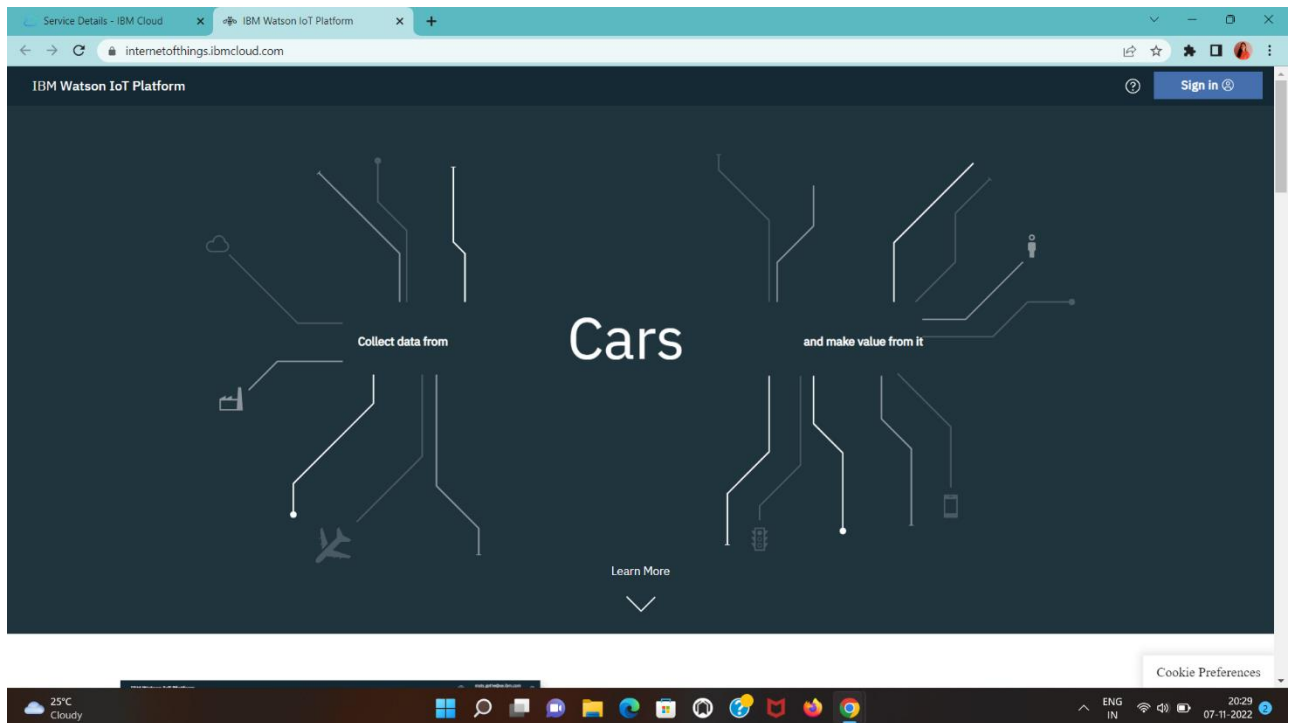 Service Details - IBM Cloud
IBM Watson IoT Platform
internetofthings.ibmcloud.com
IBM Watson IoT Platform
Sign in
Collect data from
Cars
and make value from it
Learn More
Cookie Preferences
25°C
Cloudy
ENG
IN
20:29
07-11-2022
2